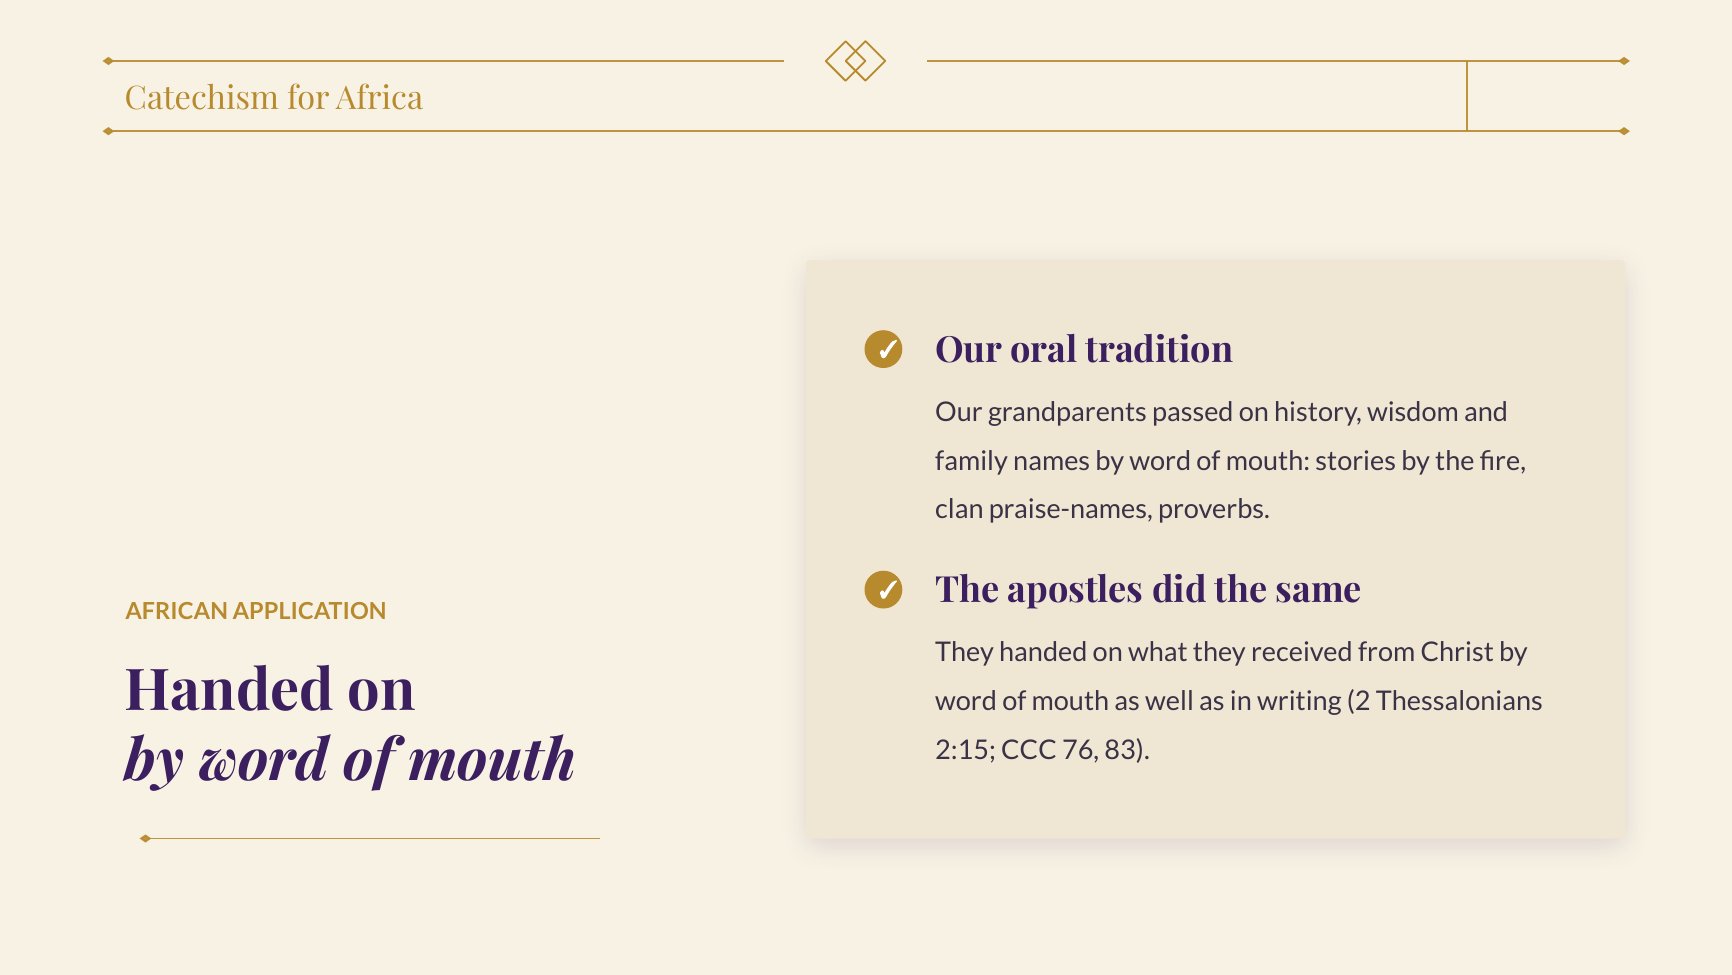 Catechism for Africa
AFRICAN APPLICATION
Handed on
by word of mouth
Our oral tradition
Our grandparents passed on history, wisdom and
family names by word of mouth: stories by the fire,
clan praise-names, proverbs.
The apostles did the same
They handed on what they received from Christ by
word of mouth as well as in writing (2 Thessalonians
2:15; CCC 76, 83).